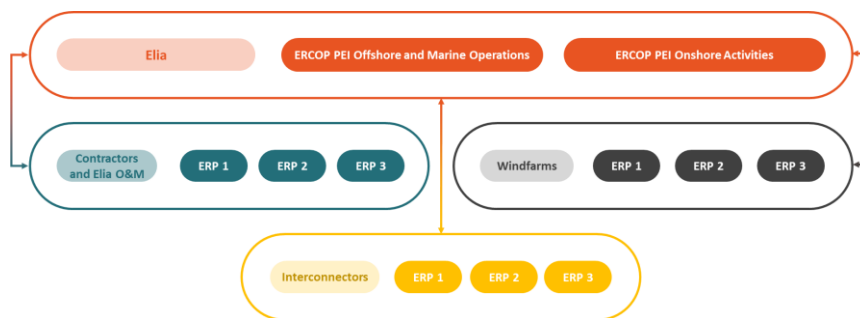 Elia
ERCOP PEI Offshore and Marine Operations
ERCOP PEI Onshore Activities
Contractors
and Elia O&M
ERP 1
ERP 2
ERP 3
Windfarms
ERP 1
ERP 2
ERP 3
Interconnectors
ERP 1
ERP 2
ERP 3